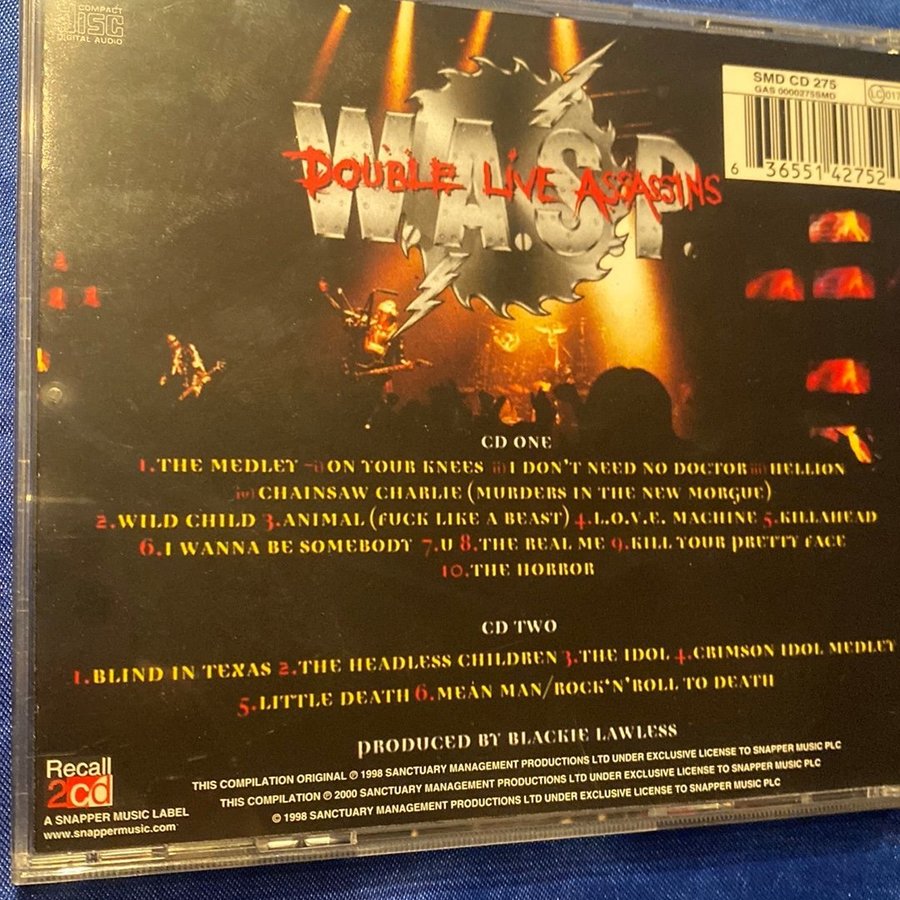 COMPACT
DISC
DIGITAL AUDIO
SMD CD 275
GAS 0000275SMD
LC 017
6 36551 42752
W.A.S.P.
DOUBLE LIVE ASSASSINS
CD ONE
1.THE MEDLEY -i) ON YOUR KNEES ii) I DON'T NEED NO DOCTOR iii) HELLION
iv) CHAINSAW CHARLIE (MURDERS IN THE NEW MORGUE)
2.WILD CHILD 3.ANIMAL (FUCK LIKE A BEAST) 4.L.O.V.E. MACHINE 5.KILLAHEAD
6.I WANNA BE SOMEBODY 7.U 8.THE REAL ME 9.KILL YOUR PRETTY FACE
10.THE HORROR
CD TWO
1.BLIND IN TEXAS 2.THE HEADLESS CHILDREN 3.THE IDOL 4.CRIMSON IDOL MEDLEY
5.LITTLE DEATH 6.MEAN MAN/ROCK'N'ROLL TO DEATH
PRODUCED BY BLACKIE LAWLESS
THIS COMPILATION ORIGINAL ℗ 1998 SANCTUARY MANAGEMENT PRODUCTIONS LTD UNDER EXCLUSIVE LICENSE TO SNAPPER MUSIC PLC
THIS COMPILATION ℗ 2000 SANCTUARY MANAGEMENT PRODUCTIONS LTD UNDER EXCLUSIVE LICENSE TO SNAPPER MUSIC PLC
© 1998 SANCTUARY MANAGEMENT PRODUCTIONS LTD UNDER EXCLUSIVE LICENSE TO SNAPPER MUSIC PLC
Recall
2cd
A SNAPPER MUSIC LABEL
www.snappermusic.com